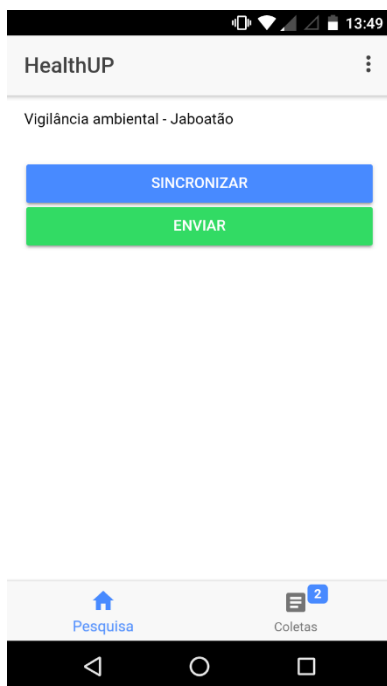 13:49
HealthUP
Vigilância ambiental - Jaboatão
SINCRONIZAR
ENVIAR
2
Pesquisa
Coletas